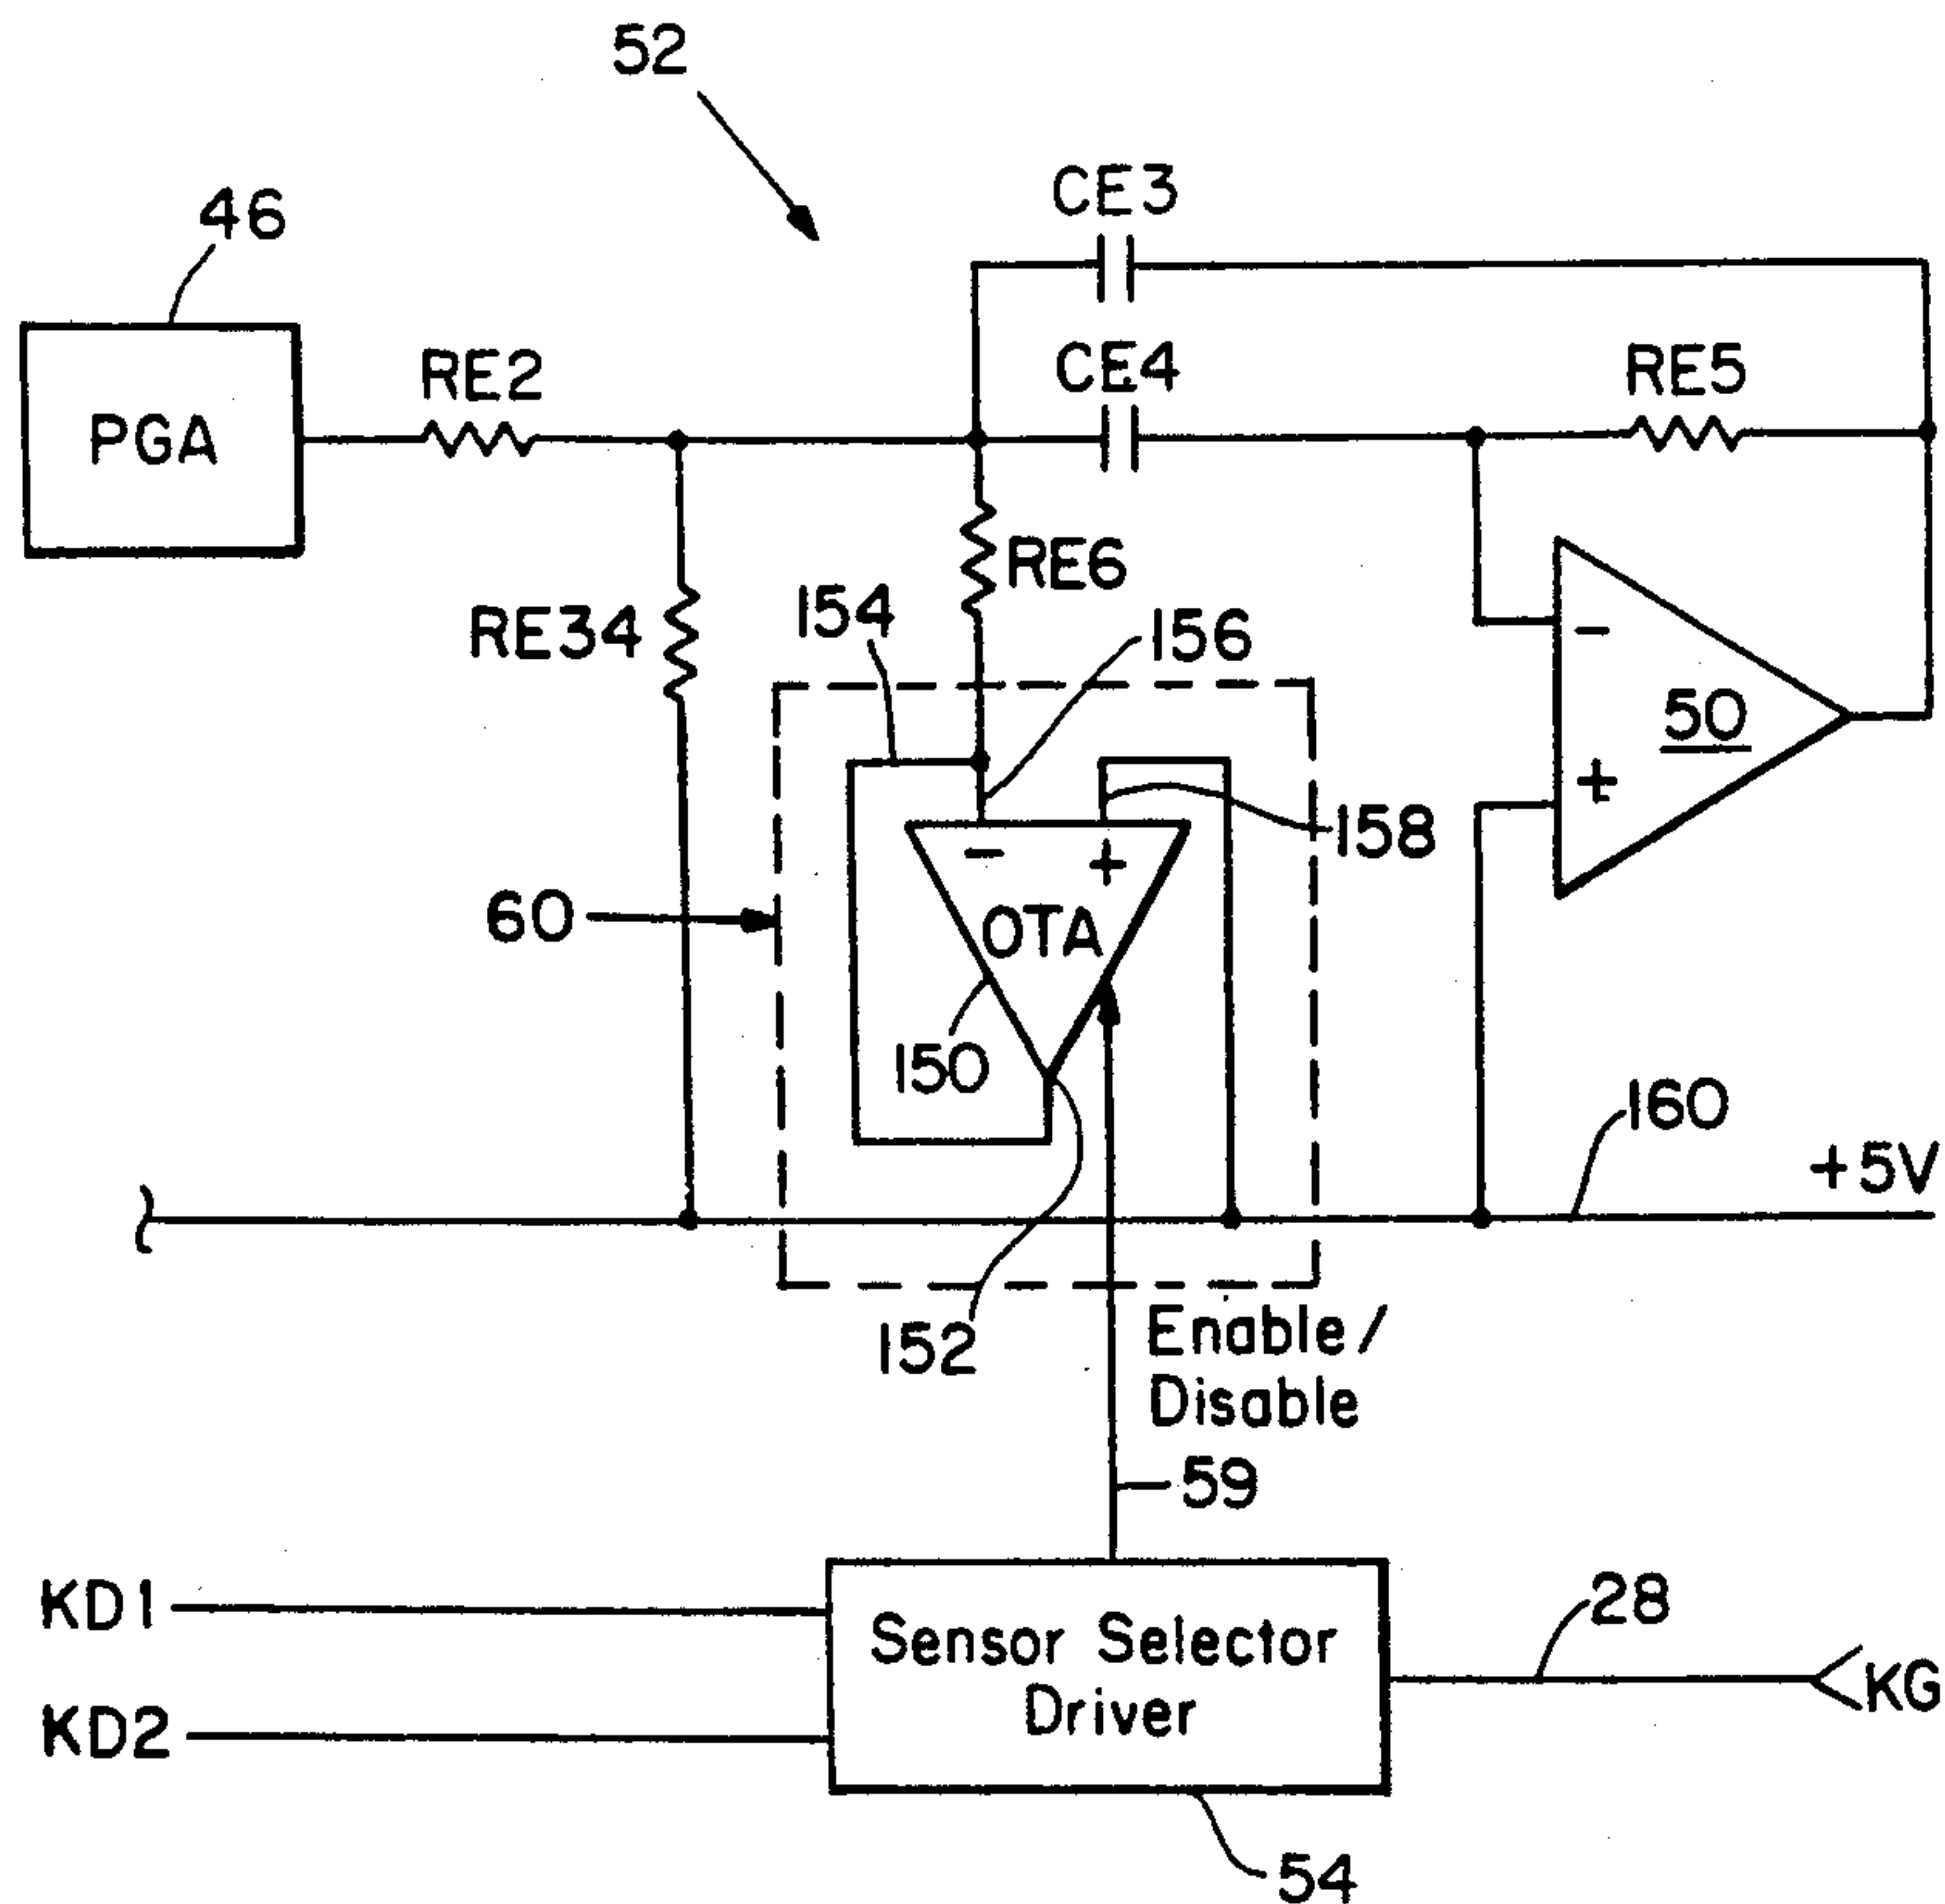 52
CE3
46
CE4
RE5
RE2
PGA
RE6
154
156
RE34
50
-
+
158
-
+
60
OTA
150
160
+5V
152
Enable/
Disable
59
KD1
28
Sensor Selector
Driver
KG
KD2
54